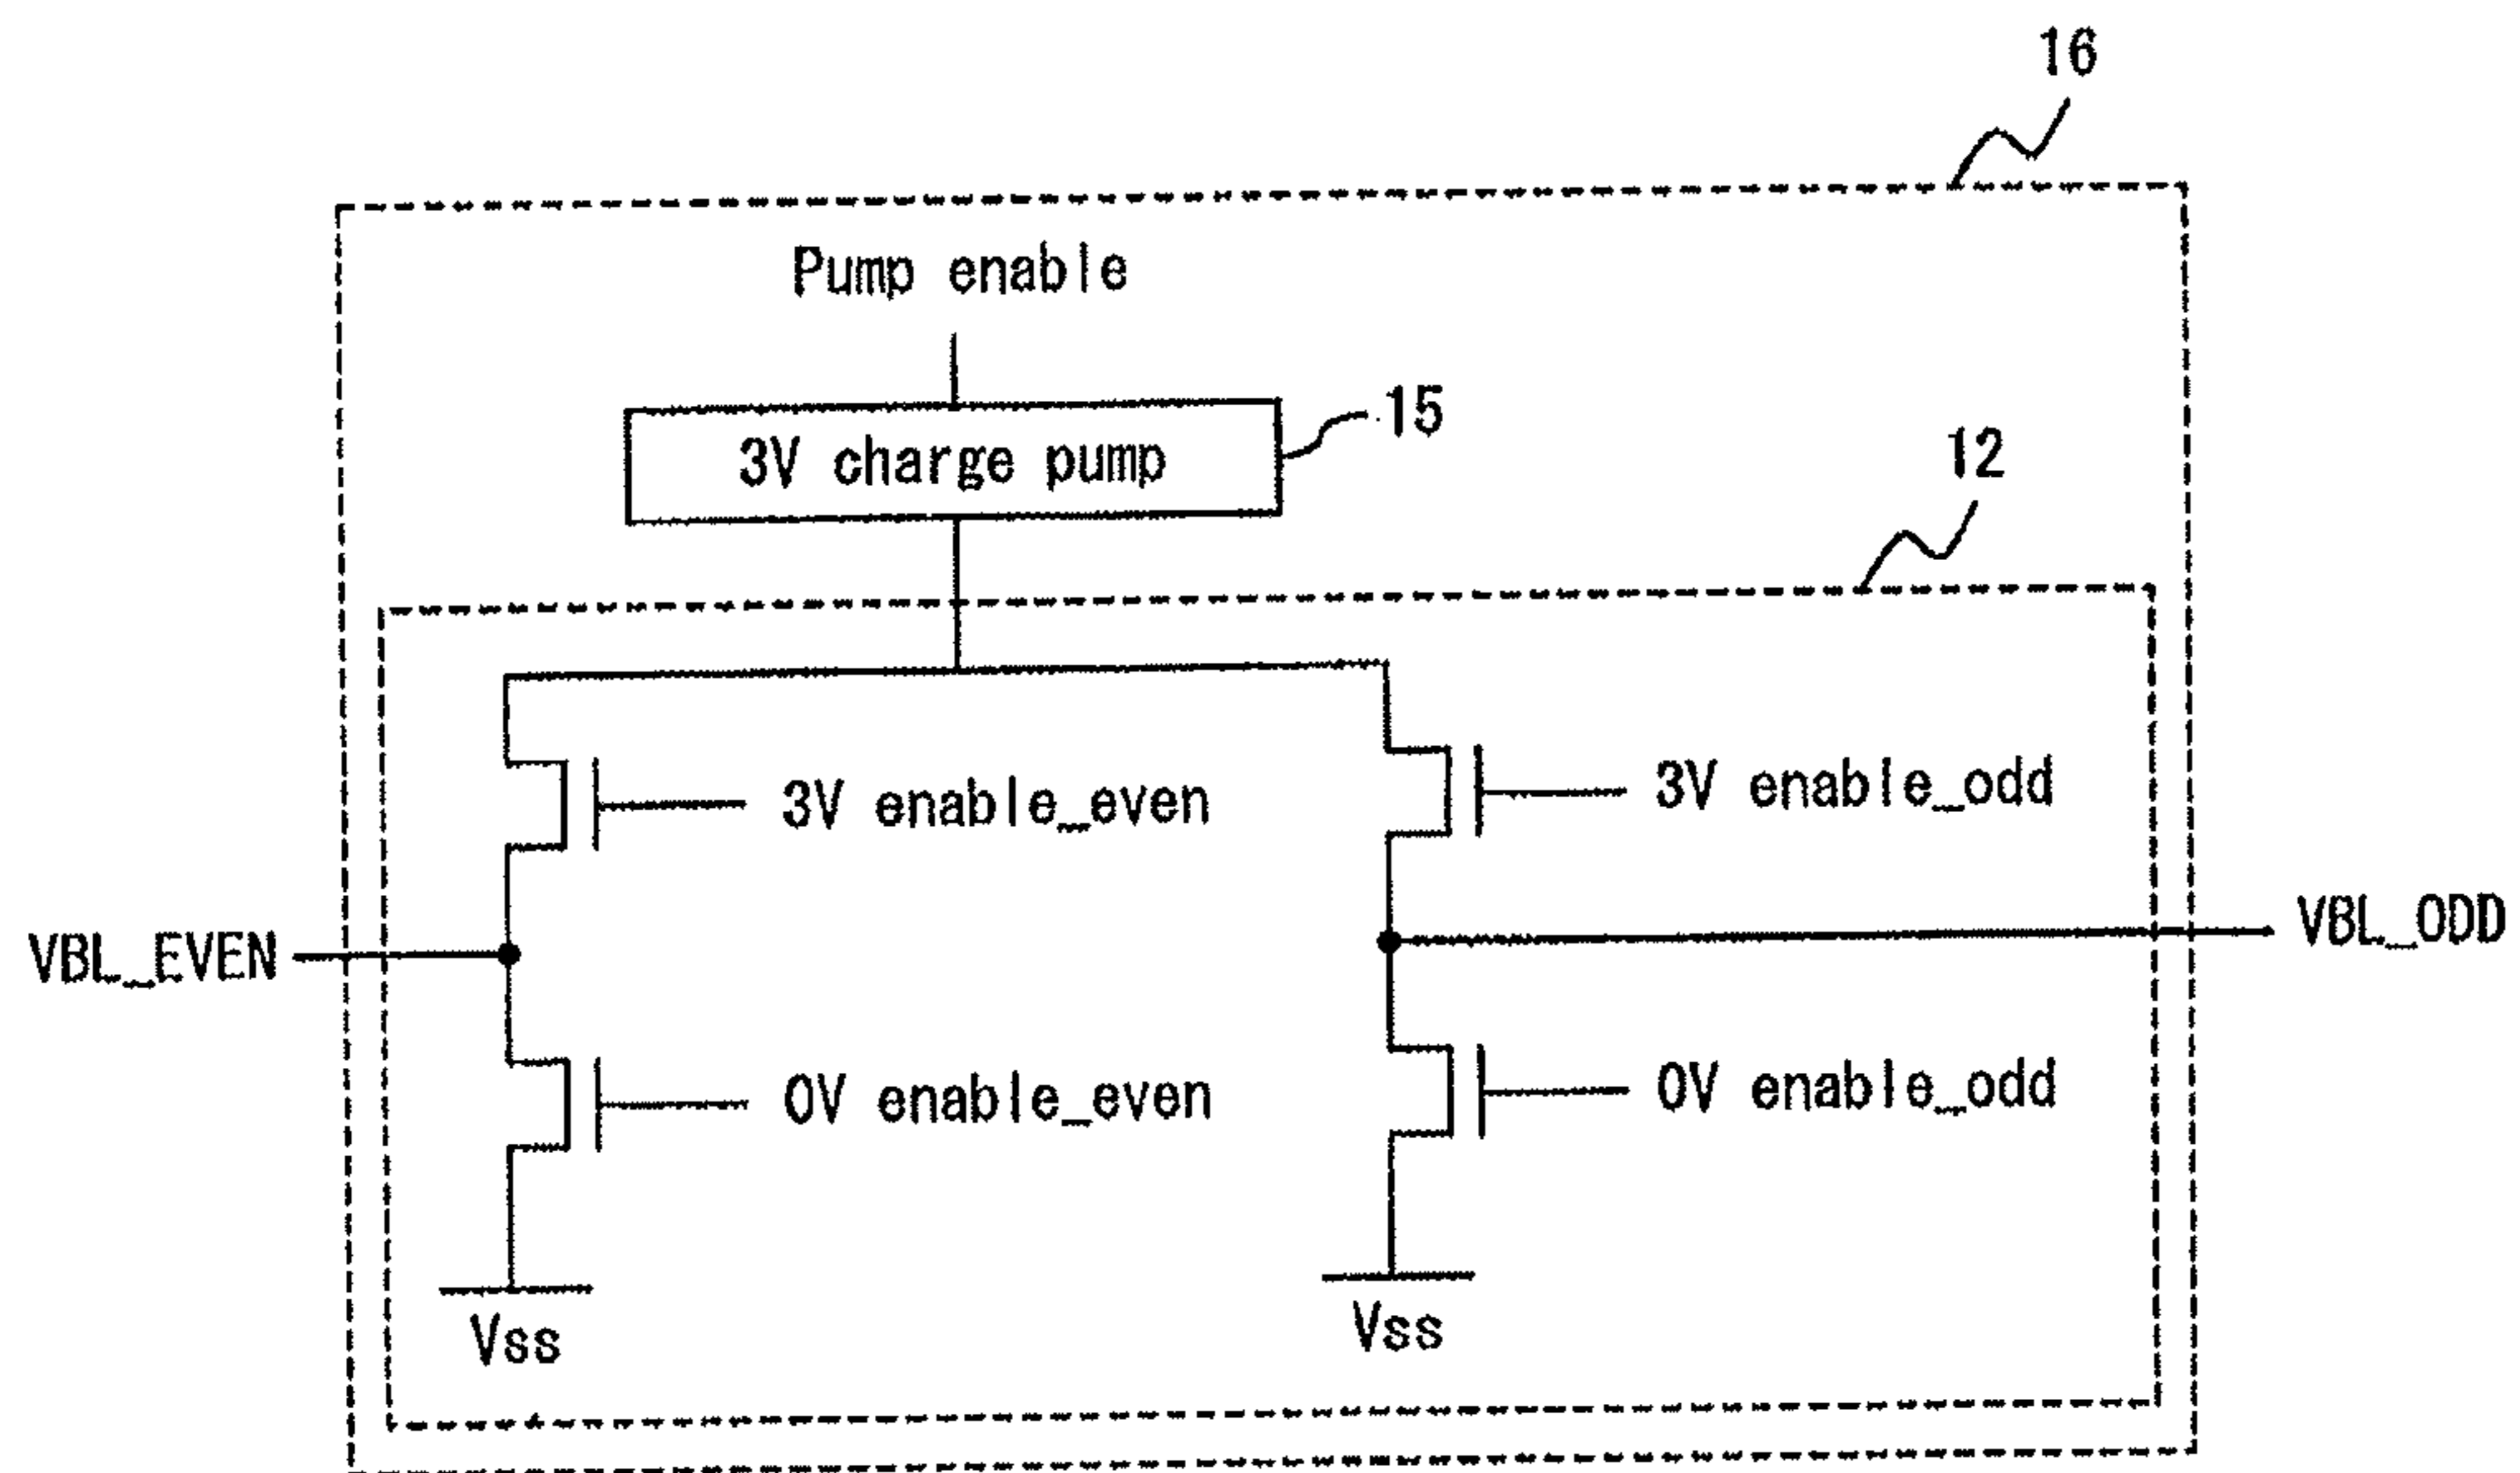 16
Pump enable
3V charge pump
15
12
3V enable_even
3V enable_odd
VBL_EVEN
VBL_ODD
0V enable_even
0V enable_odd
Vss
Vss